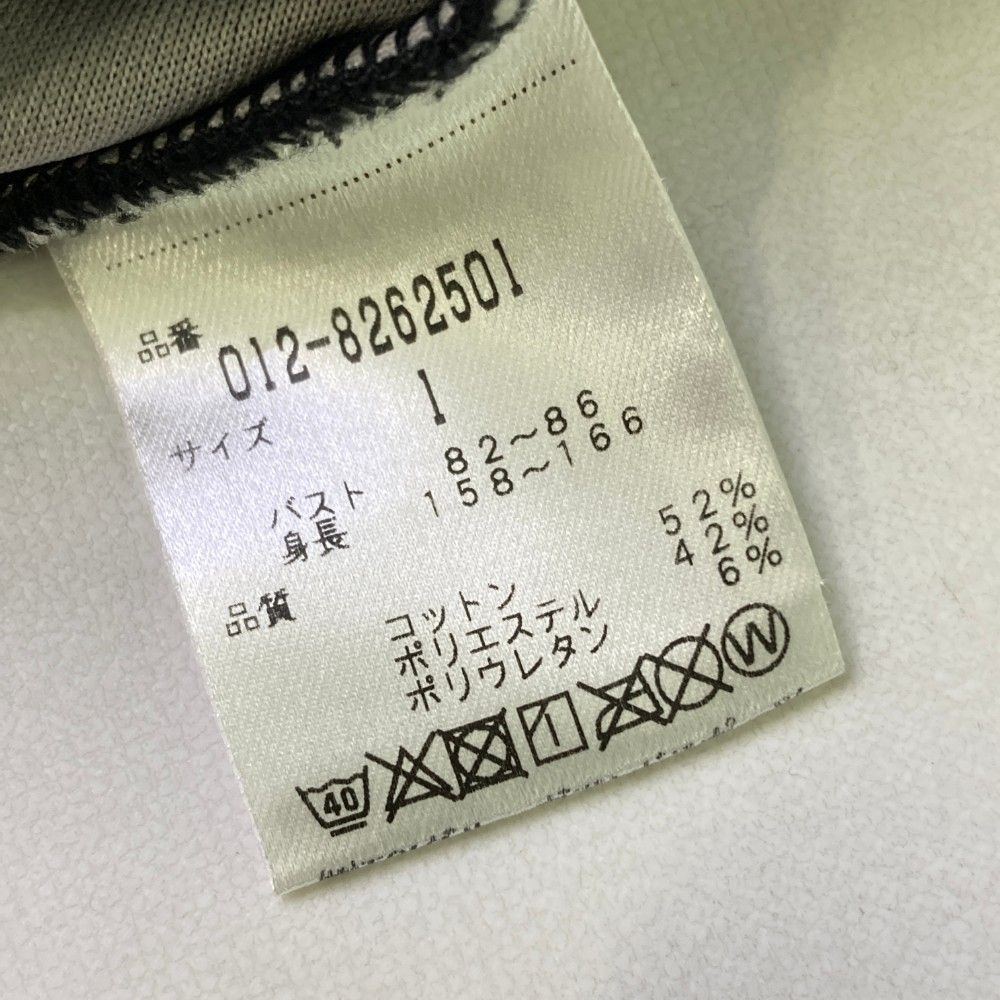 品番 012-8262501
サイズ 1
バスト 82〜86
身長 158〜166
品質
コットン 52%
ポリエステル 42%
ポリウレタン 6%
40 1 W